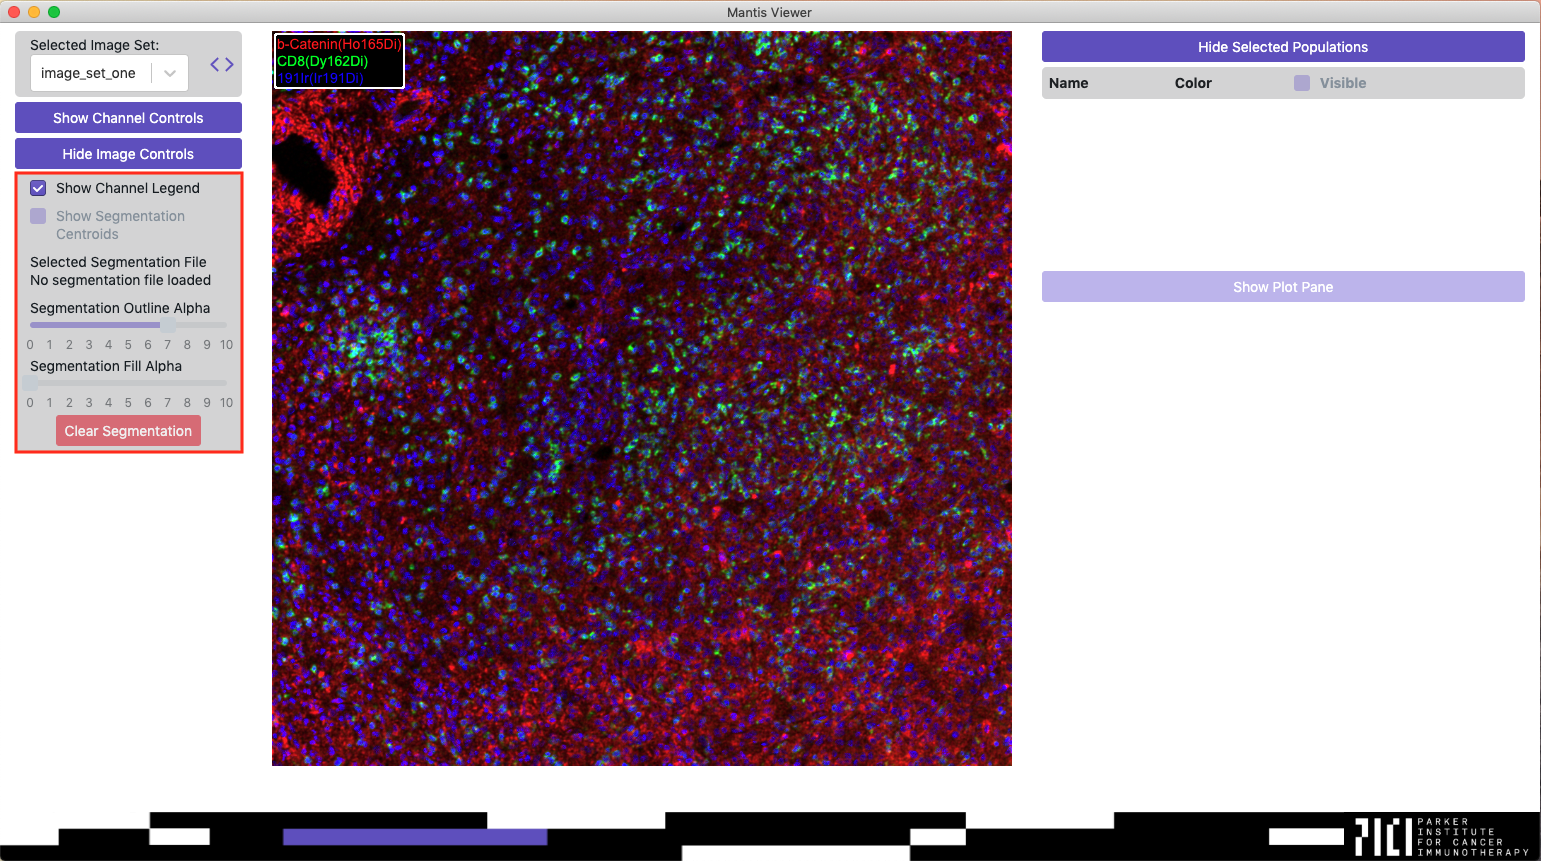 Mantis Viewer
Selected Image Set:
image_set_one
Show Channel Controls
Hide Image Controls
Show Channel Legend
Show Segmentation
Centroids
Selected Segmentation File
No segmentation file loaded
Segmentation Outline Alpha
0 1 2 3 4 5 6 7 8 9 10
Segmentation Fill Alpha
0 1 2 3 4 5 6 7 8 9 10
Clear Segmentation
b-Catenin(Ho165Di)
CD8(Dy162Di)
191Ir(Ir191Di)
Hide Selected Populations
Name Color Visible
Show Plot Pane
PICI
PARKER
INSTITUTE
FOR CANCER
IMMUNOTHERAPY